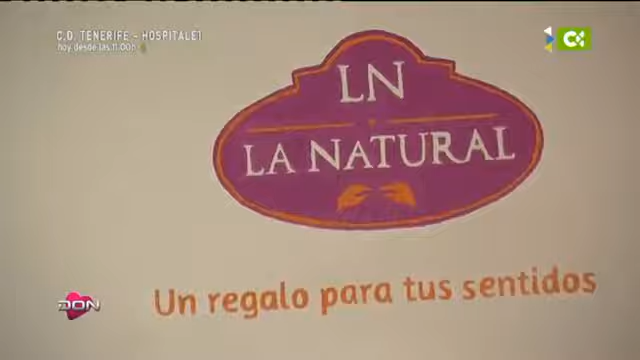 C.D. TENERIFE - HOSPITALET
hoy desde las 11.00h
LN
LA NATURAL
Un regalo para tus sentidos
DON